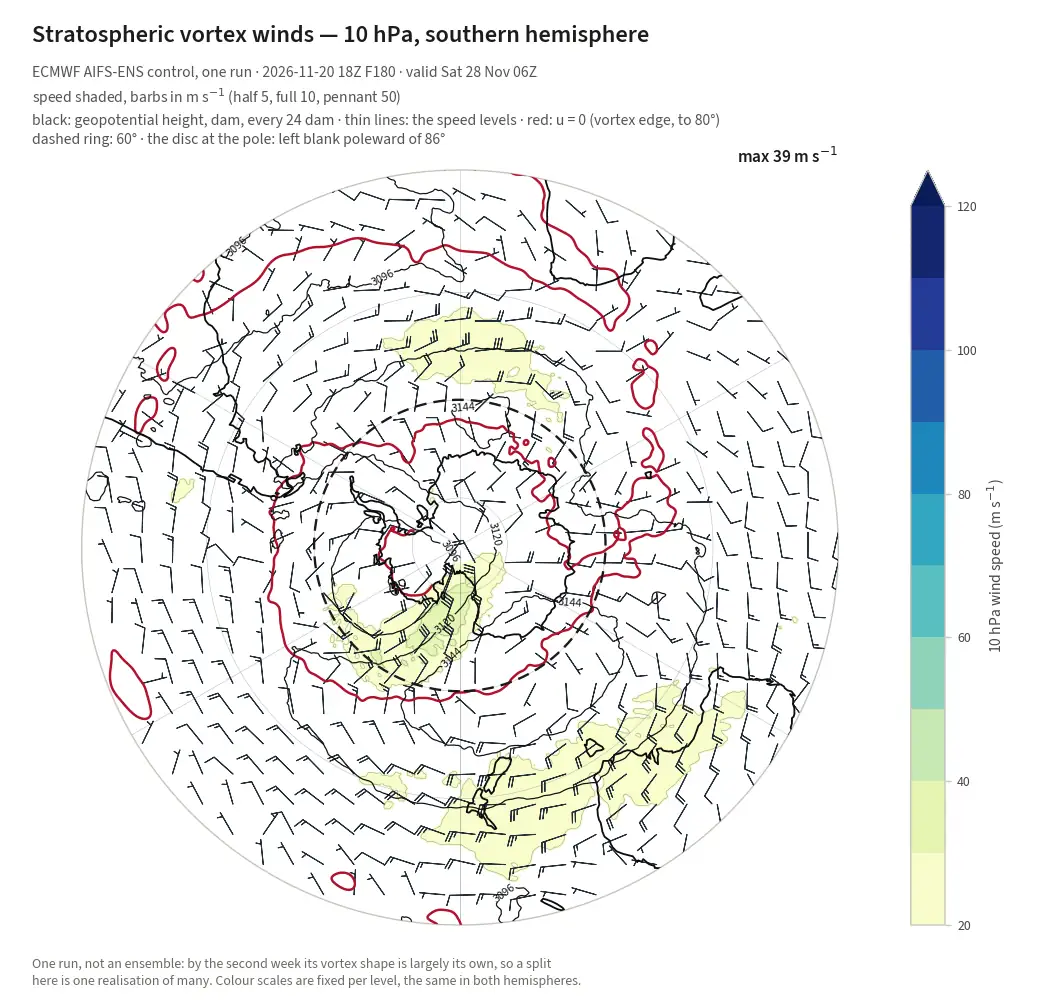 Stratospheric vortex winds — 10 hPa, southern hemisphere
ECMWF AIFS-ENS control, one run · 2026-11-20 18Z F180 · valid Sat 28 Nov 06Z
speed shaded, barbs in m s⁻¹ (half 5, full 10, pennant 50)
black: geopotential height, dam, every 24 dam · thin lines: the speed levels · red: u = 0 (vortex edge, to 80°)
dashed ring: 60° · the disc at the pole: left blank poleward of 86°
max 39 m s⁻¹
120
100
80
60
40
20
10 hPa wind speed (m s⁻¹)
3096
3096
3144
3120
3096
3144
3144
3096
One run, not an ensemble: by the second week its vortex shape is largely its own, so a split
here is one realisation of many. Colour scales are fixed per level, the same in both hemispheres.